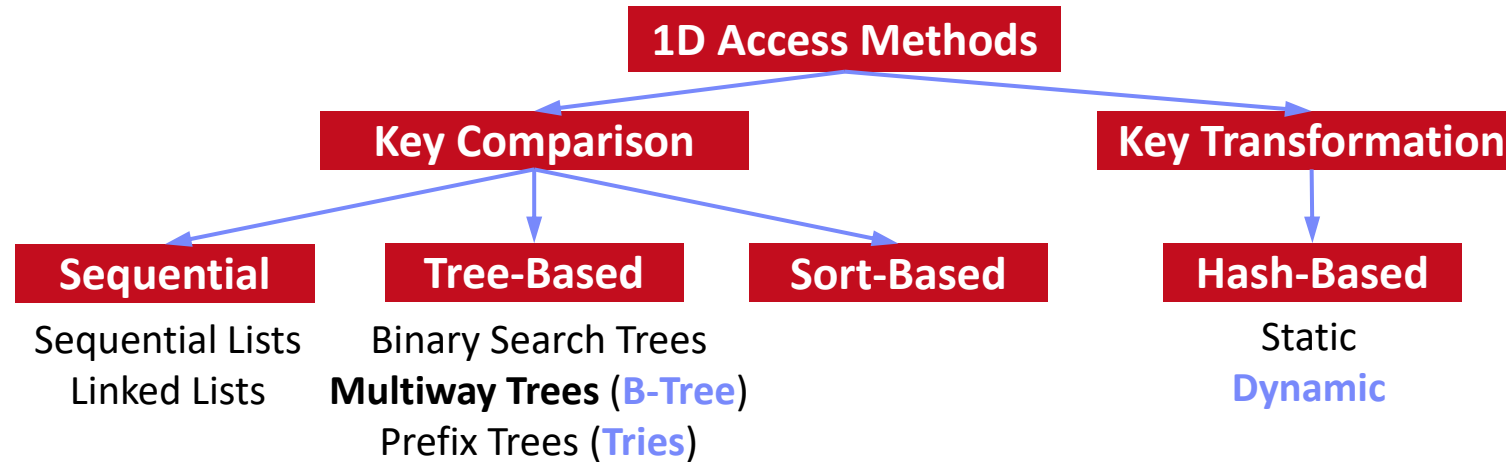 1D Access Methods
Key Comparison
Key Transformation
Sequential
Tree-Based
Sort-Based
Hash-Based
Sequential Lists
Linked Lists
Binary Search Trees
Multiway Trees (B-Tree)
Prefix Trees (Tries)
Static
Dynamic